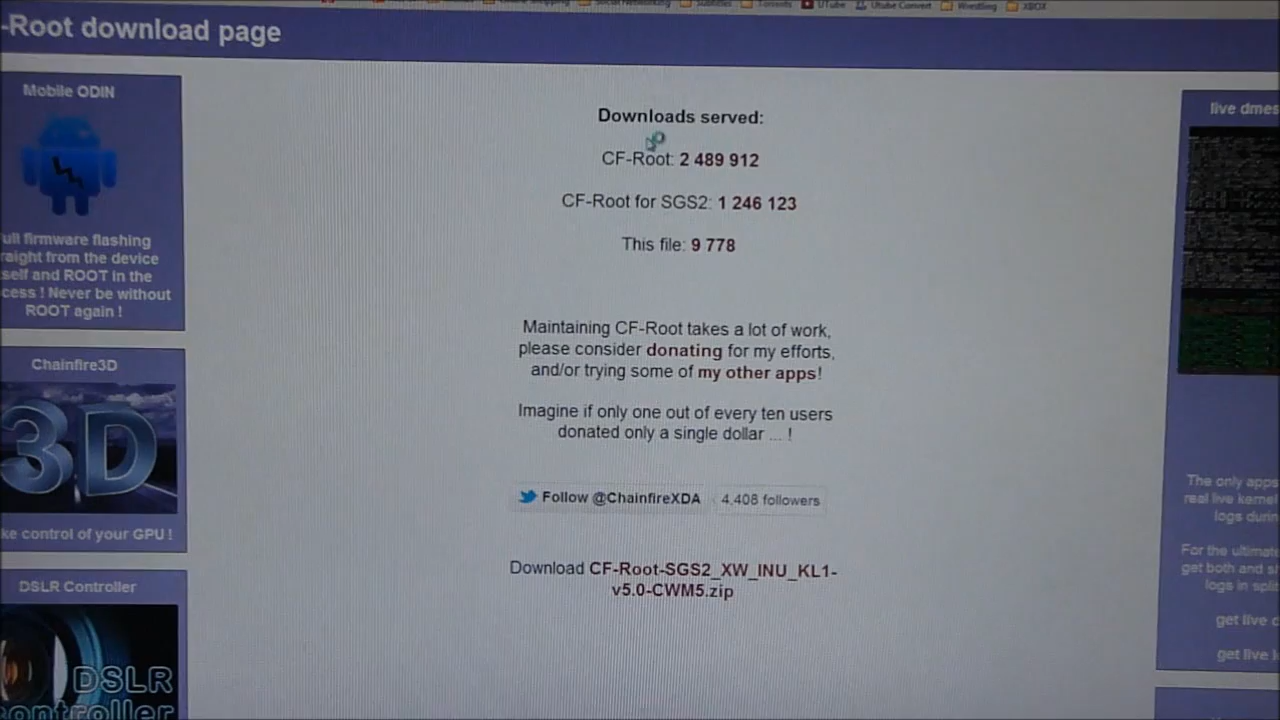 Utube Convert
Wrestling
XBOX
-Root download page
Mobile ODIN
full firmware flashing
raight from the device
self and ROOT in the
cess ! Never be without
ROOT again !
Chainfire3D
3D
ke control of your GPU !
DSLR Controller
DSLR
controller
Downloads served:
CF-Root: 2 489 912
CF-Root for SGS2: 1 246 123
This file: 9 778
Maintaining CF-Root takes a lot of work,
please consider donating for my efforts,
and/or trying some of my other apps!
Imagine if only one out of every ten users
donated only a single dollar ... !
Follow @ChainfireXDA 4,408 followers
Download CF-Root-SGS2_XW_INU_KL1-
v5.0-CWM5.zip
live dmes
The only apps
real live kernel
logs durin
For the ultimate
get both and s
logs in spli
get live
get live